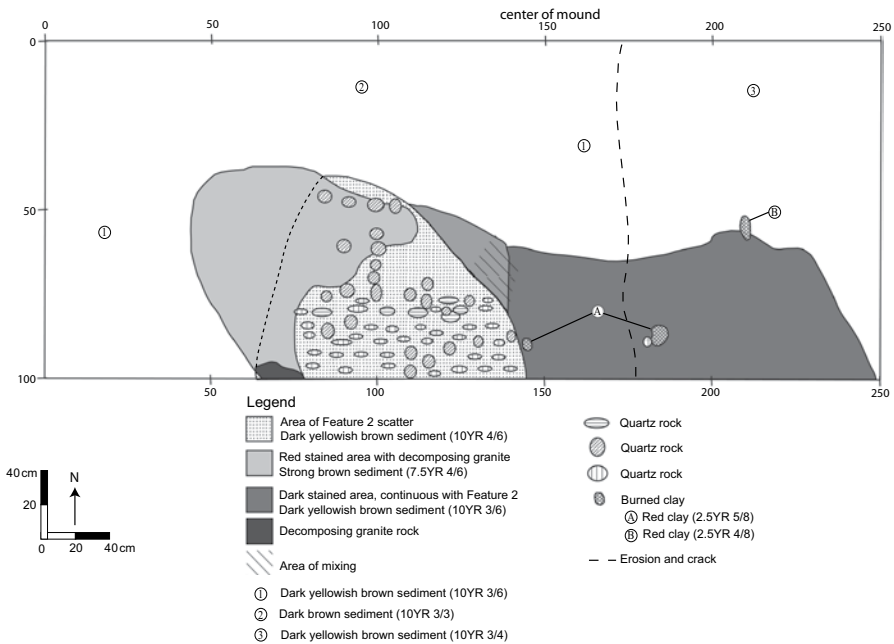 center of mound
0 50 100 150 200 250
0
②
③
①
50
Ⓑ
①
Ⓐ
100
50 100 150 200 250
Legend
Area of Feature 2 scatter
Dark yellowish brown sediment (10YR 4/6)
Red stained area with decomposing granite
Strong brown sediment (7.5YR 4/6)
Dark stained area, continuous with Feature 2
Dark yellowish brown sediment (10YR 3/6)
Decomposing granite rock
Area of mixing
① Dark yellowish brown sediment (10YR 3/6)
② Dark brown sediment (10YR 3/3)
③ Dark yellowish brown sediment (10YR 3/4)
Quartz rock
Quartz rock
Quartz rock
Burned clay
Ⓐ Red clay (2.5YR 5/8)
Ⓑ Red clay (2.5YR 4/8)
Erosion and crack
40 cm
20
N
0 20 40 cm